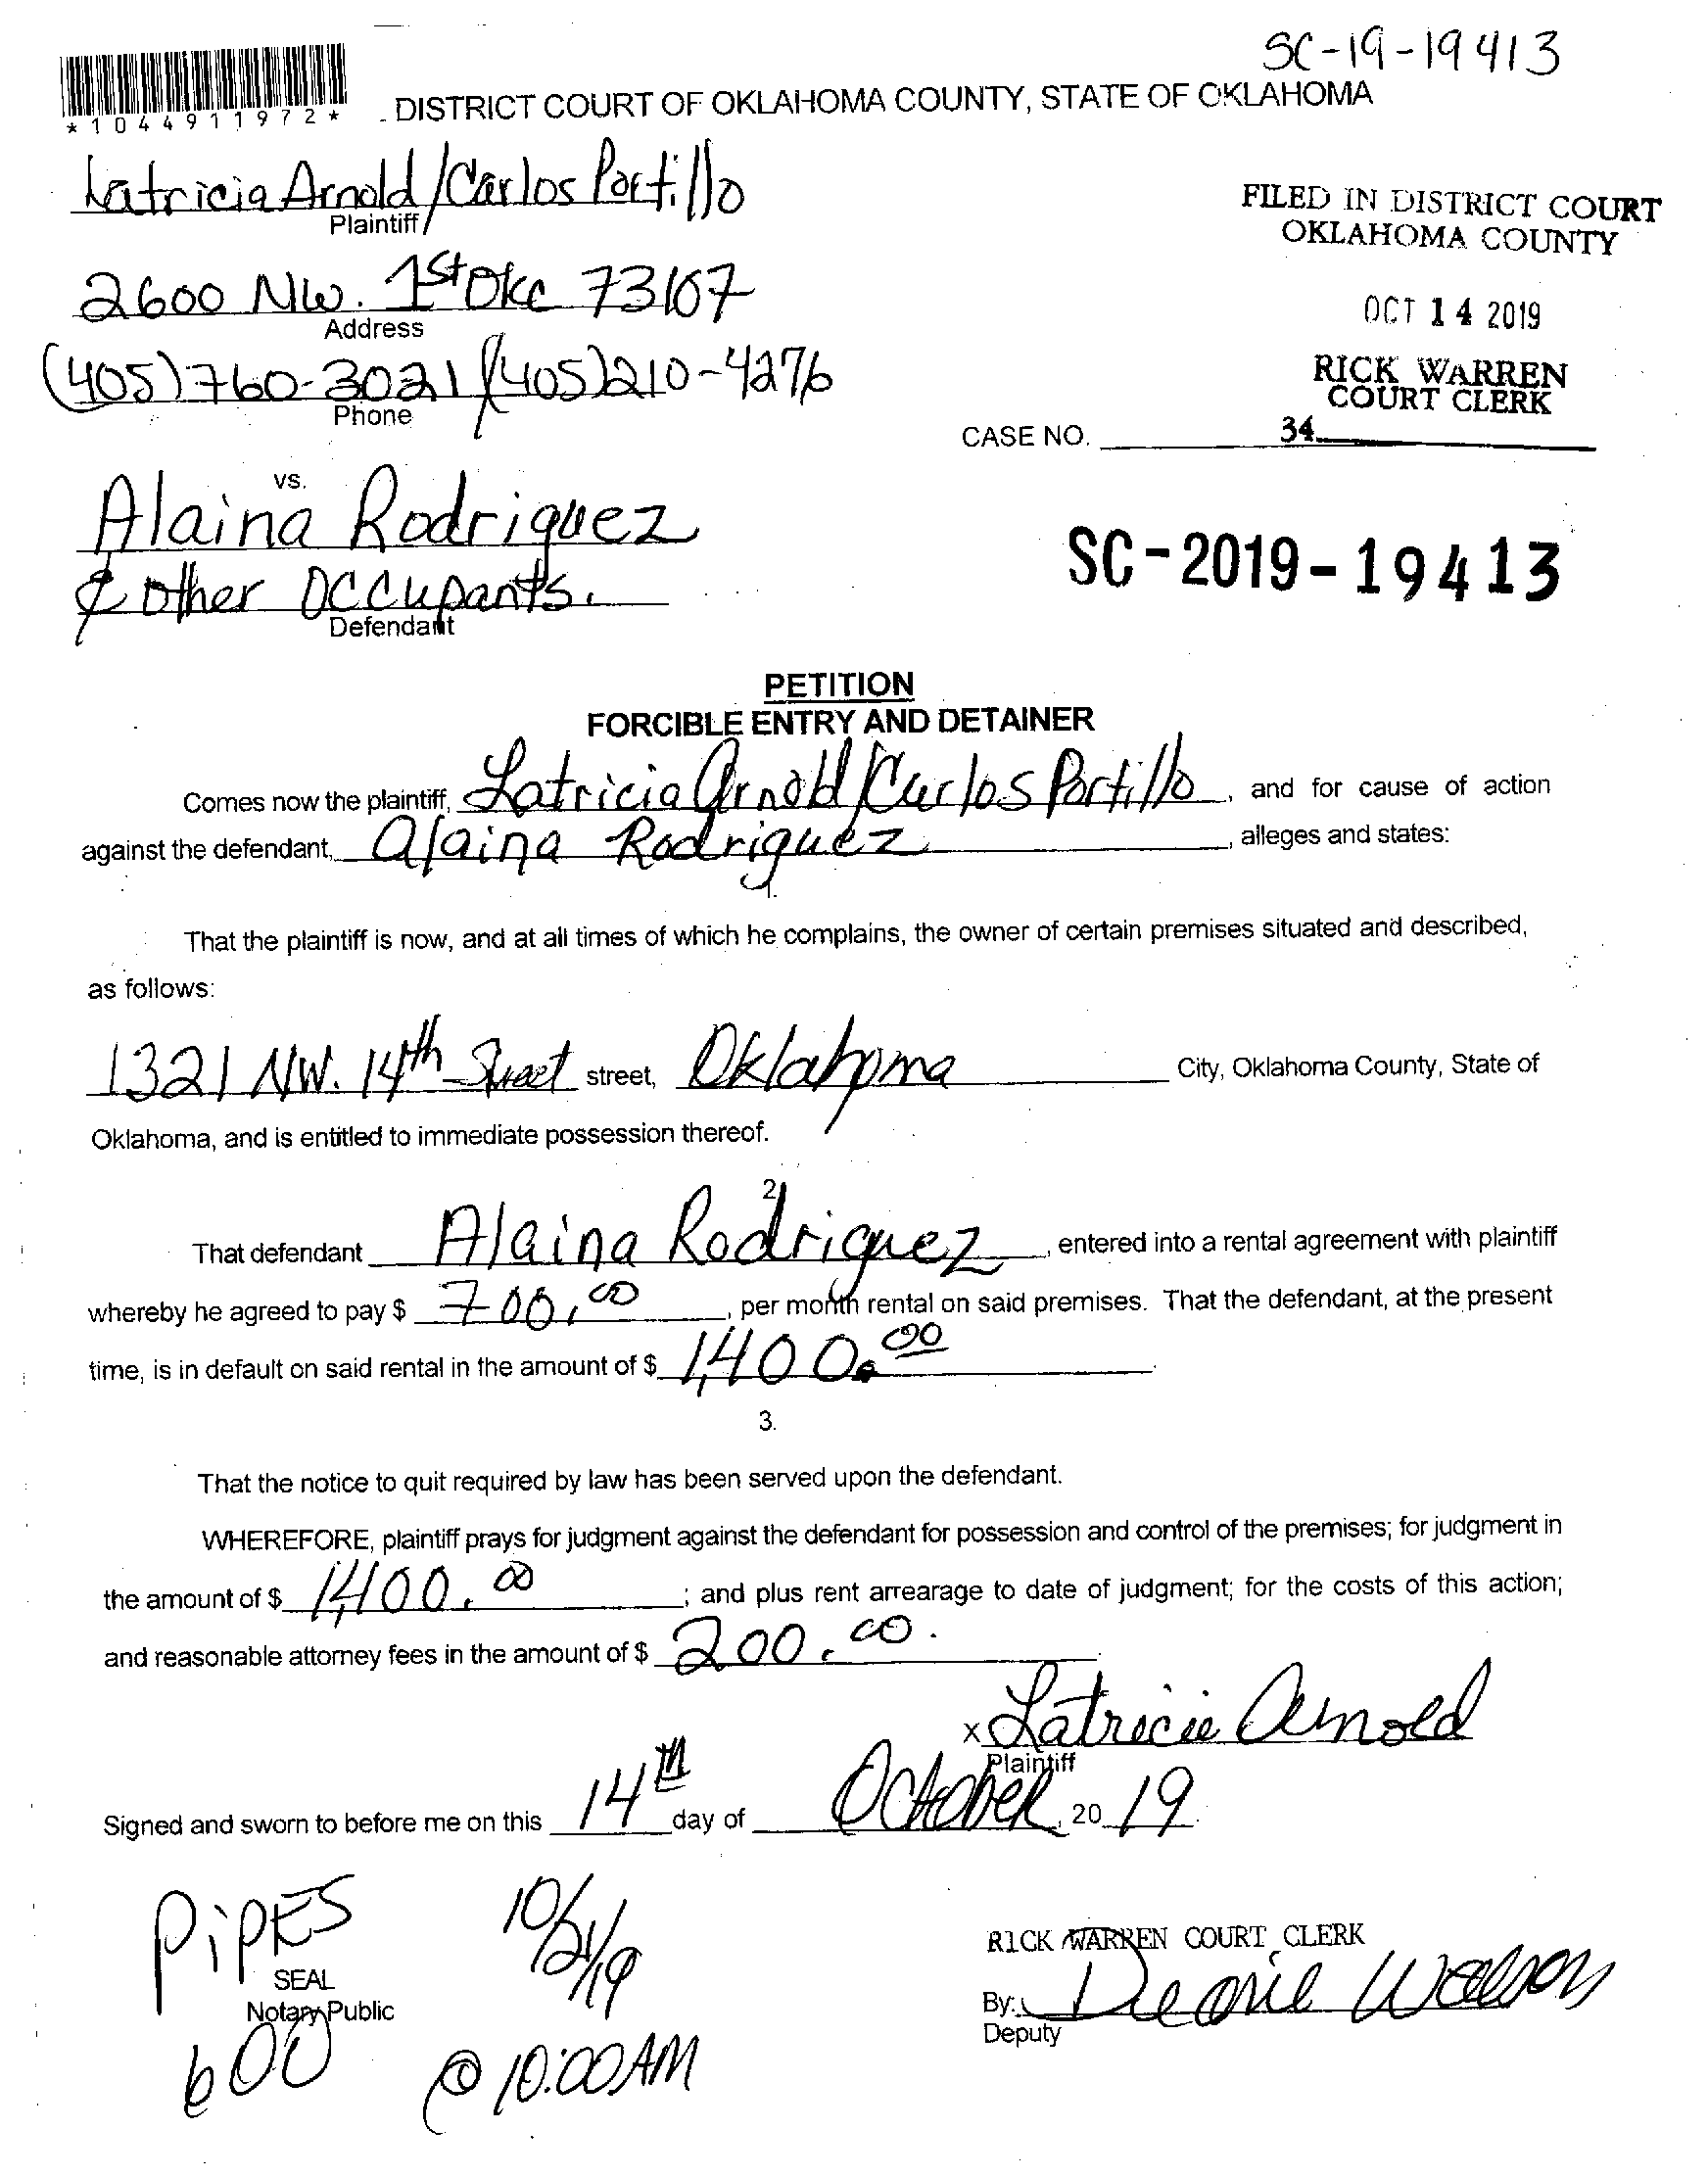 SC-19-19413
*1044911972*
DISTRICT COURT OF OKLAHOMA COUNTY, STATE OF OKLAHOMA
Latricia Arnold/Carlos Portillo
Plaintiff
FILED IN DISTRICT COURT
OKLAHOMA COUNTY
2600 NW. 1st OKC 73107
Address
OCT 14 2019
(405)760-3021/(405)210-4276
Phone
RICK WARREN
COURT CLERK
34
CASE NO.
vs.
Alaina Rodriguez
& other Occupants.
Defendant
SC-2019-19413
PETITION
FORCIBLE ENTRY AND DETAINER
Comes now the plaintiff, Latricia Arnold/Carlos Portillo, and for cause of action
against the defendant, Alaina Rodriguez, alleges and states:
1.
That the plaintiff is now, and at all times of which he complains, the owner of certain premises situated and described,
as follows:
1321 NW. 14th Street street, Oklahoma City, Oklahoma County, State of
Oklahoma, and is entitled to immediate possession thereof.
2.
That defendant Alaina Rodriguez, entered into a rental agreement with plaintiff
whereby he agreed to pay $ 700.00, per month rental on said premises. That the defendant, at the present
time, is in default on said rental in the amount of $ 1,400.00.
3.
That the notice to quit required by law has been served upon the defendant.
WHEREFORE, plaintiff prays for judgment against the defendant for possession and control of the premises; for judgment in
the amount of $ 1,400.00; and plus rent arrearage to date of judgment; for the costs of this action;
and reasonable attorney fees in the amount of $ 200.00.
x Latricia Arnold
Plaintiff
Signed and sworn to before me on this 14th day of October, 20 19.
PIPES
10/21/19
SEAL
Notary Public
RICK WARREN COURT CLERK
By:
Deputy
600
@ 10:00AM